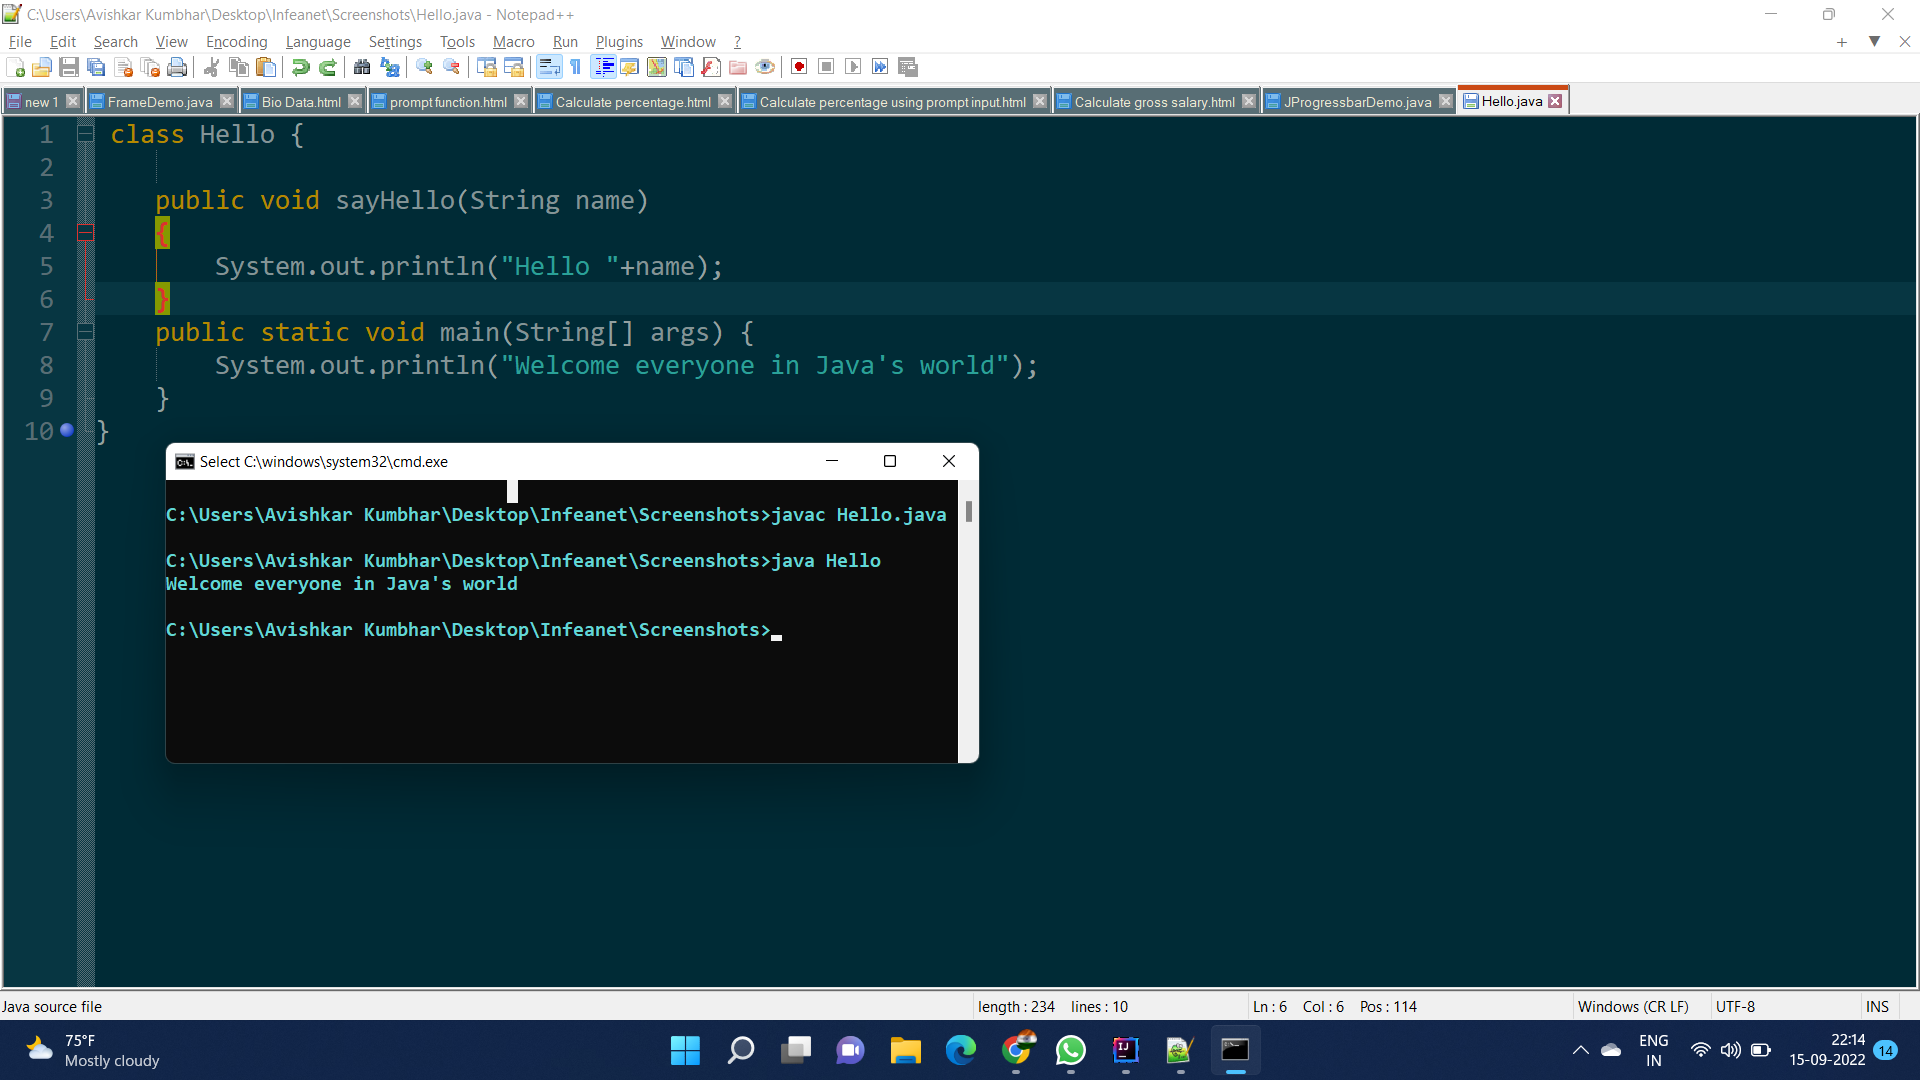 C:\Users\Avishkar Kumbhar\Desktop\Infeanet\Screenshots\Hello.java - Notepad++
File Edit Search View Encoding Language Settings Tools Macro Run Plugins Window ?
new 1 FrameDemo.java Bio Data.html prompt function.html Calculate percentage.html Calculate percentage using prompt input.html Calculate gross salary.html JProgressbarDemo.java Hello.java
1 class Hello {
2
3 public void sayHello(String name)
4 {
5 System.out.println("Hello "+name);
6 }
7 public static void main(String[] args) {
8 System.out.println("Welcome everyone in Java's world");
9 }
10 }
Select C:\windows\system32\cmd.exe
C:\Users\Avishkar Kumbhar\Desktop\Infeanet\Screenshots>javac Hello.java
C:\Users\Avishkar Kumbhar\Desktop\Infeanet\Screenshots>java Hello
Welcome everyone in Java's world
C:\Users\Avishkar Kumbhar\Desktop\Infeanet\Screenshots>
Java source file length : 234 lines : 10 Ln : 6 Col : 6 Pos : 114 Windows (CR LF) UTF-8 INS
75°F
Mostly cloudy
ENG
IN
22:14
15-09-2022
14